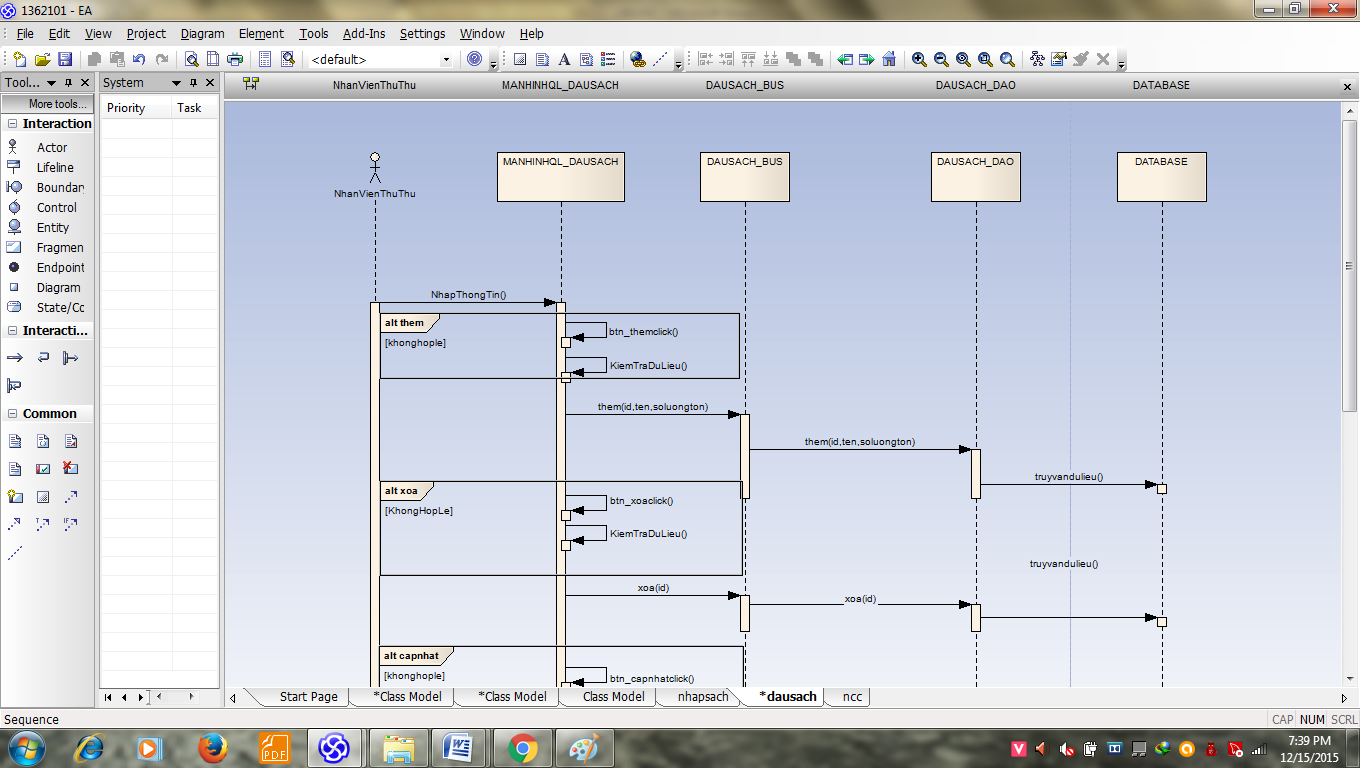 1362101 - EA
File Edit View Project Diagram Element Tools Add-Ins Settings Window Help
<default>
Tool... System
NhanVienThuThu MANHINHQL_DAUSACH DAUSACH_BUS DAUSACH_DAO DATABASE
More tools...
Priority Task
Interaction
Actor
Lifeline
Boundar
Control
Entity
Fragmen
Endpoint
Diagram
State/Co
Interacti...
Common
MANHINHQL_DAUSACH DAUSACH_BUS DAUSACH_DAO DATABASE
NhanVienThuThu
NhapThongTin()
alt them
btn_themclick()
[khonghople]
KiemTraDuLieu()
them(id,ten,soluongton)
them(id,ten,soluongton)
truyvandulieu()
alt xoa
btn_xoaclick()
[KhongHopLe]
KiemTraDuLieu()
truyvandulieu()
xoa(id)
xoa(id)
alt capnhat
[khonghople]
btn_capnhatclick()
Start Page *Class Model *Class Model Class Model nhapsach *dausach ncc
Sequence CAP NUM SCRL
PDF
7:39 PM
12/15/2015